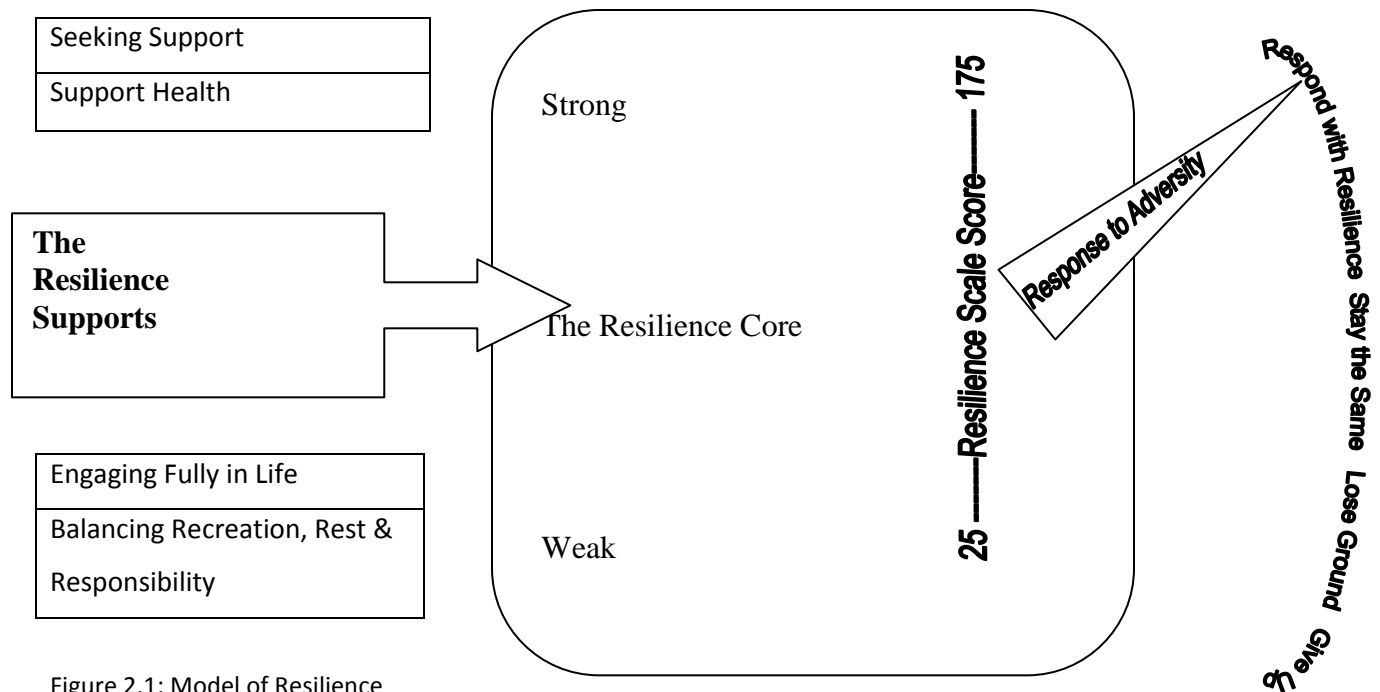 Seeking Support
Support Health
The
Resilience
Supports
Engaging Fully in Life
Balancing Recreation, Rest &
Responsibility
Figure 2.1: Model of Resilience
Strong
The Resilience Core
Weak
25 -------Resilience Scale Score------- 175
Response to Adversity
Respond with Resilience Stay the Same Lose Ground Give Up